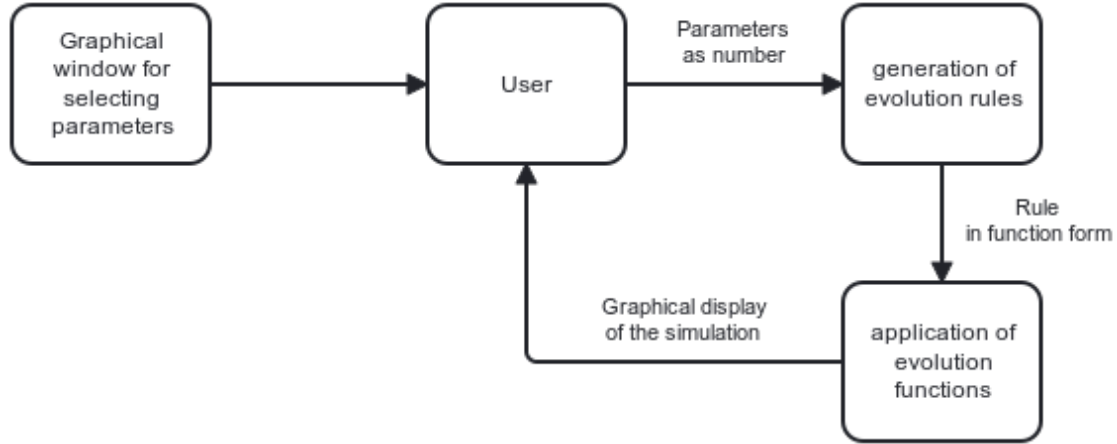 Graphical
window for
selecting
parameters
User
Parameters
as number
generation of
evolution rules
Rule
in function form
application of
evolution
functions
Graphical display
of the simulation